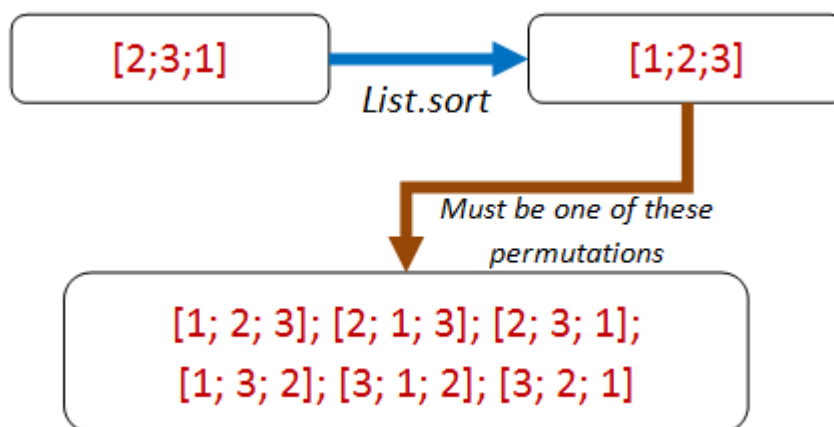 [2;3;1]
[1;2;3]
List.sort
Must be one of these
permutations
[1; 2; 3]; [2; 1; 3]; [2; 3; 1];
[1; 3; 2]; [3; 1; 2]; [3; 2; 1]